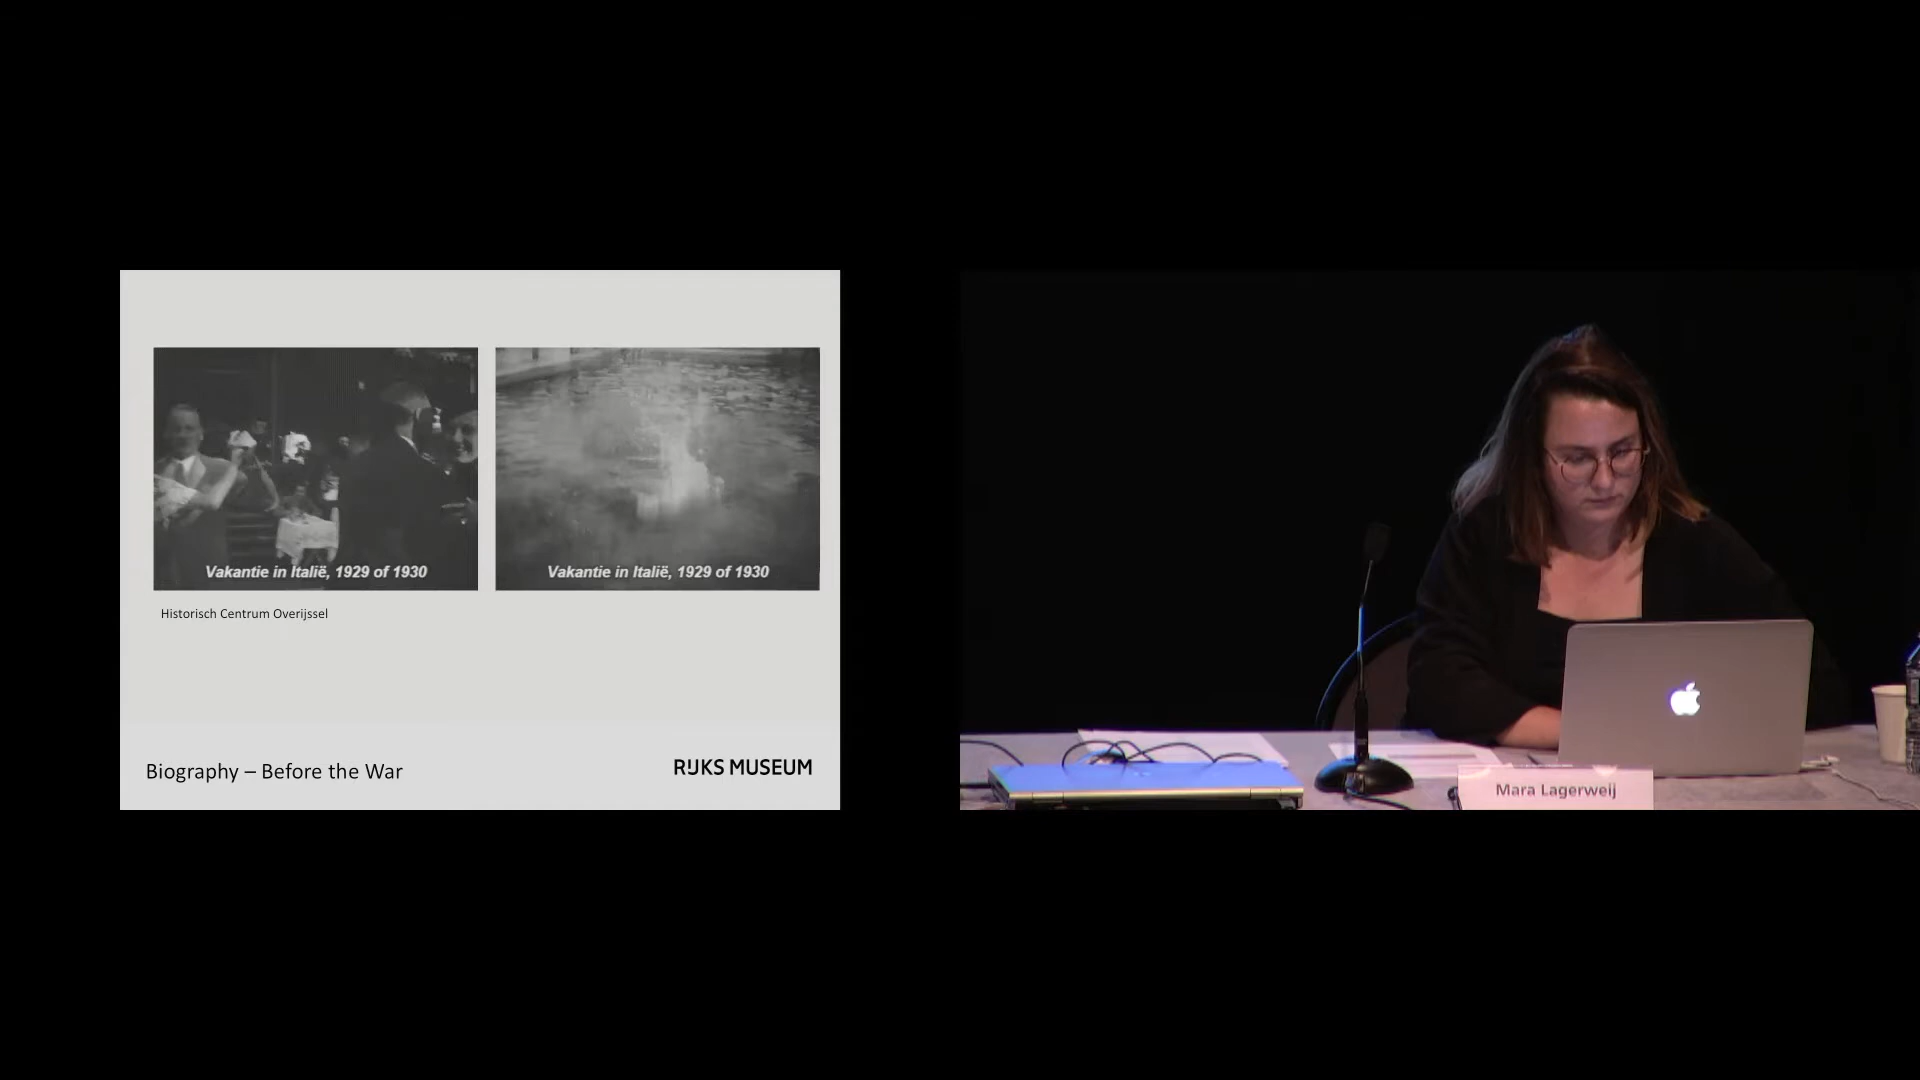 Vakantie in Italië, 1929 of 1930
Vakantie in Italië, 1929 of 1930
Historisch Centrum Overijssel
Biography – Before the War
RIJKS MUSEUM
Mara Lagerweij